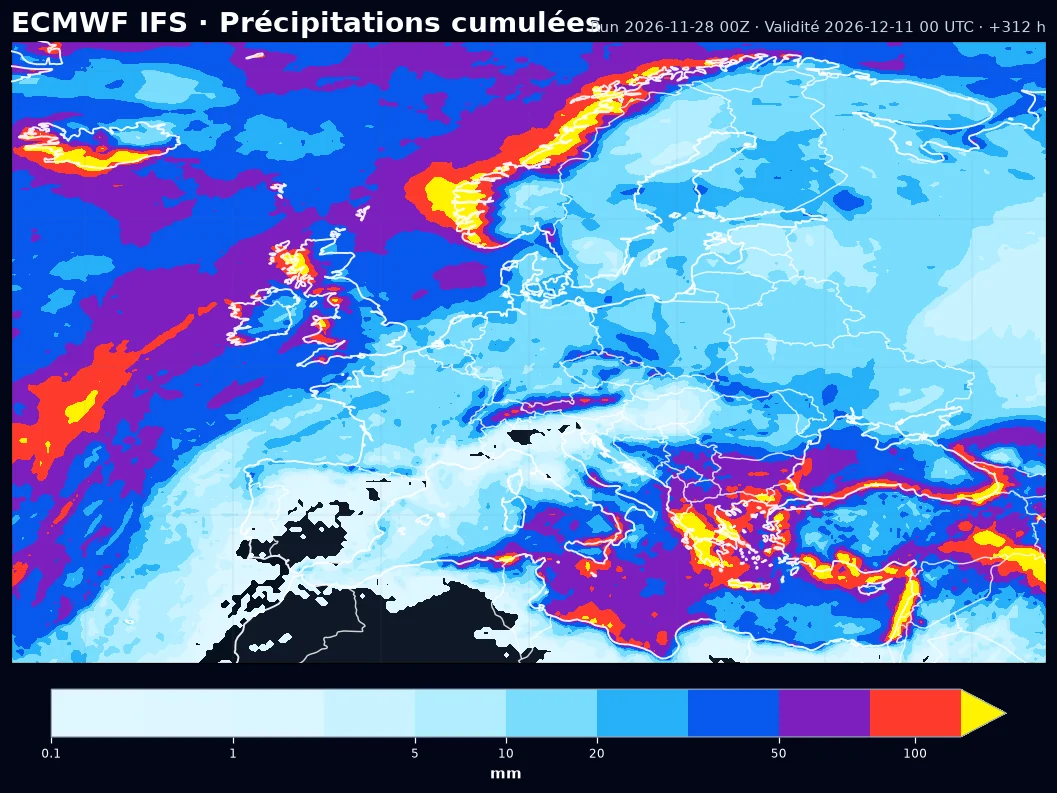 ECMWF IFS · Précipitations cumulées
Run 2026-11-28 00Z · Validité 2026-12-11 00 UTC · +312 h
0.1 1 5 10 20 50 100
mm